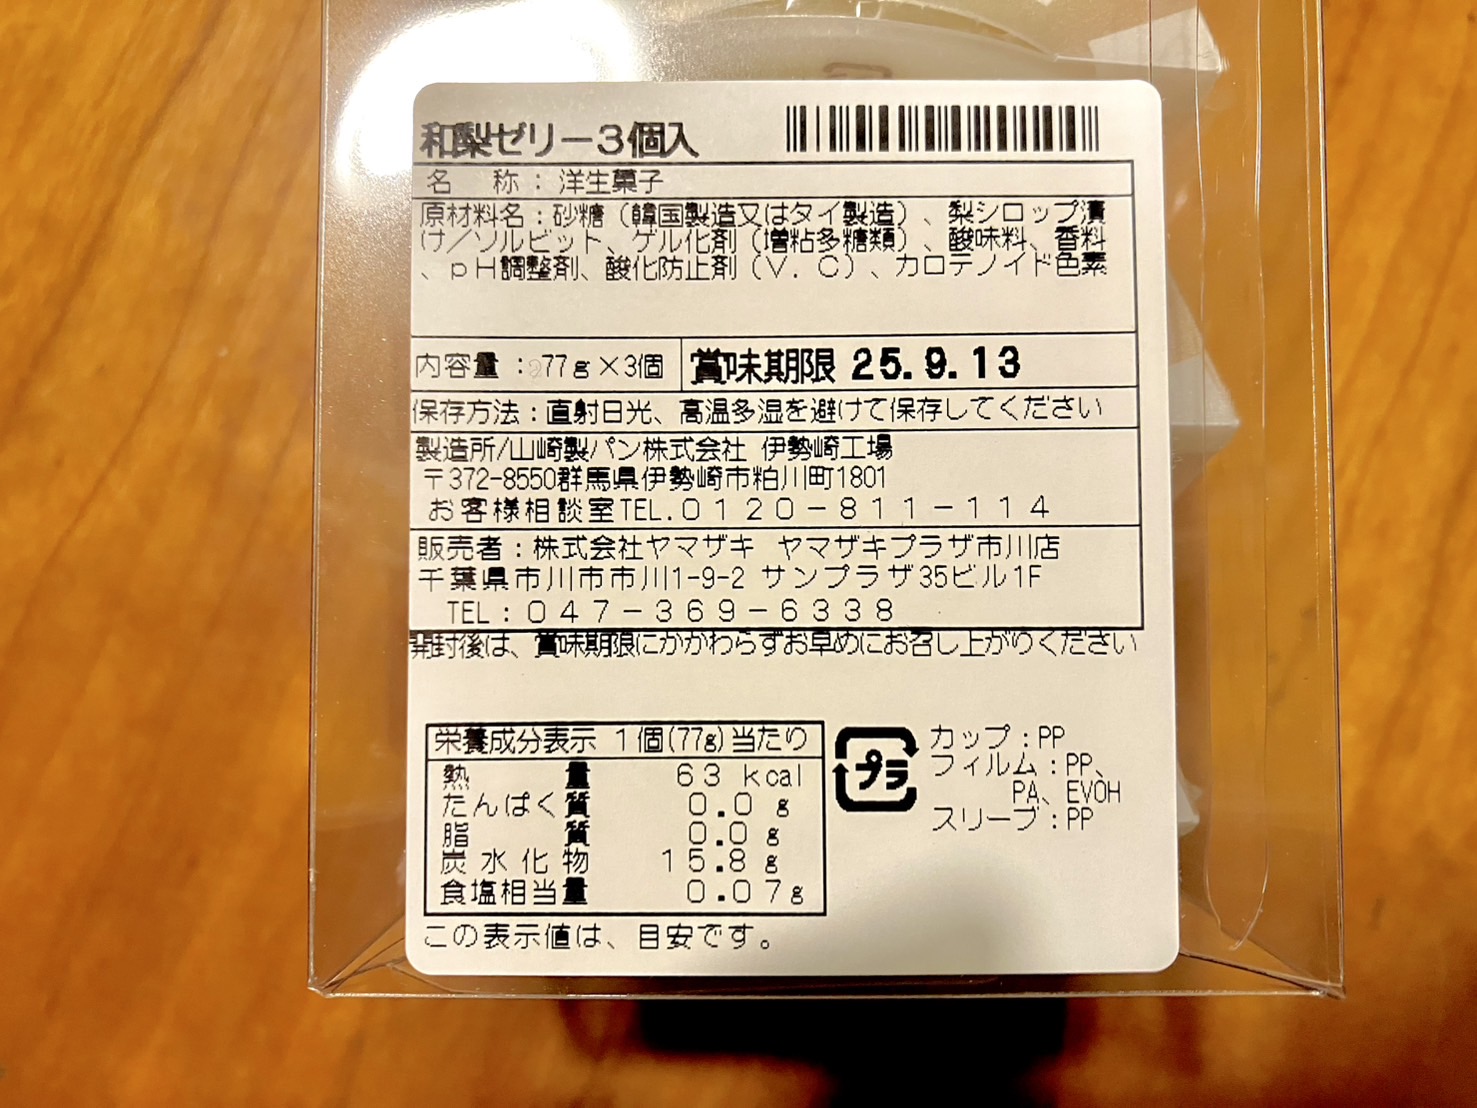 和梨ゼリー3個入
名　称：洋生菓子
原材料名：砂糖（韓国製造又はタイ製造）、梨シロップ漬
け／ソルビット、ゲル化剤（増粘多糖類）、酸味料、香料
、ｐＨ調整剤、酸化防止剤（Ｖ．Ｃ）、カロテノイド色素
内容量：77g×3個
賞味期限 25.9.13
保存方法：直射日光、高温多湿を避けて保存してください
製造所/山崎製パン株式会社 伊勢崎工場
〒372-8550群馬県伊勢崎市粕川町1801
お客様相談室TEL.０１２０－８１１－１１４
販売者：株式会社ヤマザキ ヤマザキプラザ市川店
千葉県市川市市川1-9-2 サンプラザ35ビル1F
TEL：０４７－３６９－６３３８
開封後は、賞味期限にかかわらずお早めにお召し上がりください
栄養成分表示 1個(77g)当たり
熱量 63 kcal
たんぱく質 0.0 g
脂質 0.0 g
炭水化物 15.8 g
食塩相当量 0.07g
この表示値は、目安です。
プラ
カップ：PP
フィルム：PP、
PA、EVOH
スリーブ：PP